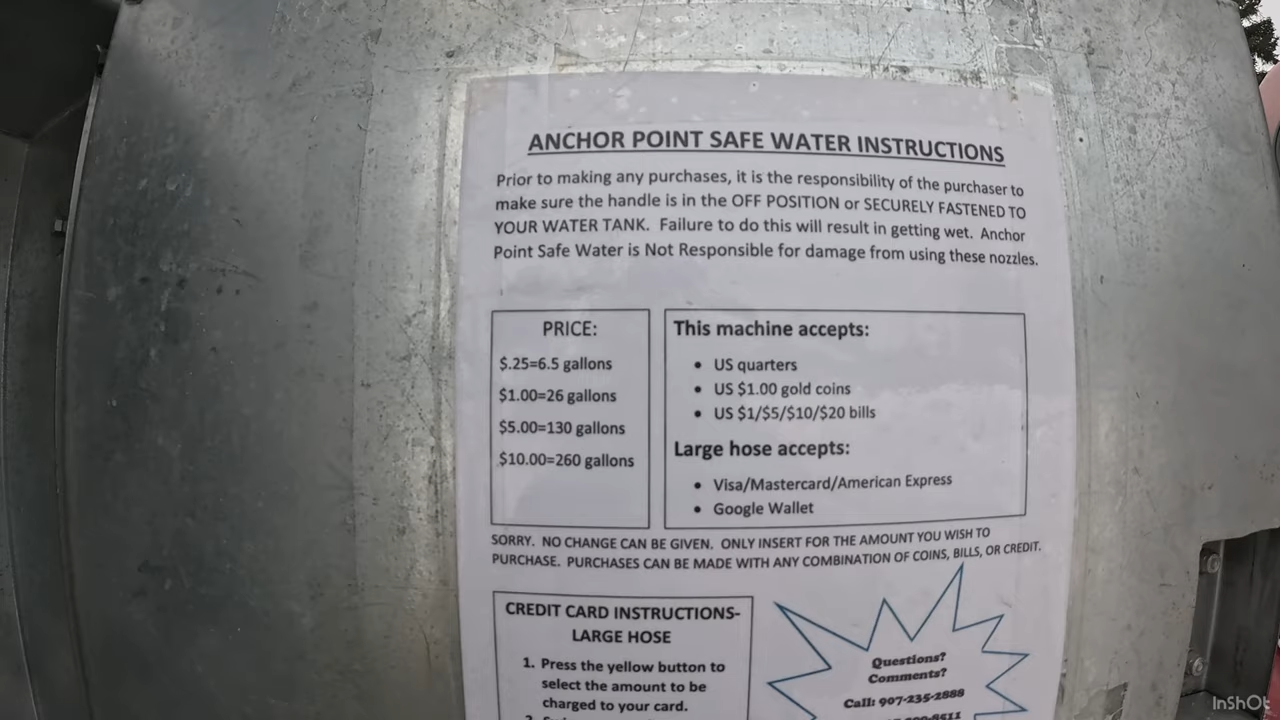 ANCHOR POINT SAFE WATER INSTRUCTIONS
Prior to making any purchases, it is the responsibility of the purchaser to
make sure the handle is in the OFF POSITION or SECURELY FASTENED TO
YOUR WATER TANK. Failure to do this will result in getting wet. Anchor
Point Safe Water is Not Responsible for damage from using these nozzles.
PRICE:
$.25=6.5 gallons
$1.00=26 gallons
$5.00=130 gallons
$10.00=260 gallons
This machine accepts:
• US quarters
• US $1.00 gold coins
• US $1/$5/$10/$20 bills
Large hose accepts:
• Visa/Mastercard/American Express
• Google Wallet
SORRY. NO CHANGE CAN BE GIVEN. ONLY INSERT FOR THE AMOUNT YOU WISH TO
PURCHASE. PURCHASES CAN BE MADE WITH ANY COMBINATION OF COINS, BILLS, OR CREDIT.
CREDIT CARD INSTRUCTIONS-
LARGE HOSE
1. Press the yellow button to
select the amount to be
charged to your card.
Questions?
Comments?
Call: 907-235-2888
InShOt